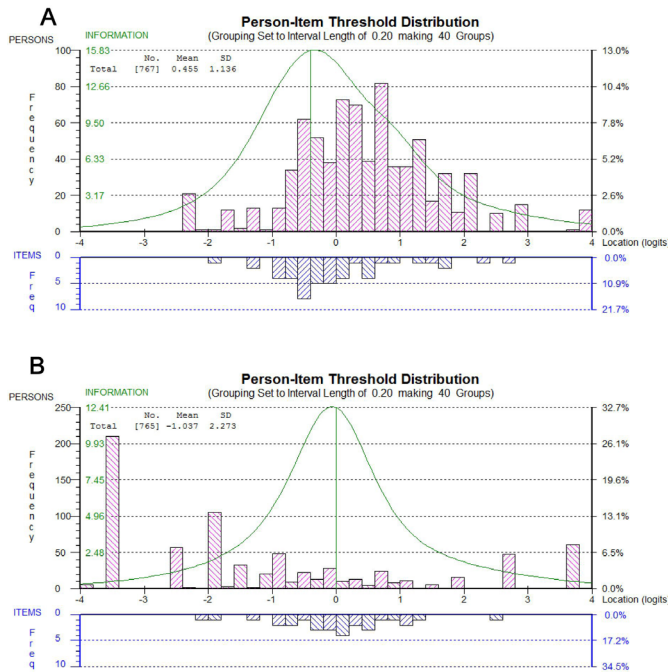 A
Person-Item Threshold Distribution
(Grouping Set to Interval Length of 0.20 making 40 Groups)
PERSONS
INFORMATION
No. Mean SD
Total [767] 0.455 1.136
Frequency
100
80
60
40
20
0
15.83
12.66
9.50
6.33
3.17
13.0%
10.4%
7.8%
5.2%
2.6%
0.0%
-4 -3 -2 -1 0 1 2 3 4 Location (logits
ITEMS
Freq
0
5
10
0.0%
10.9%
21.7%
B
Person-Item Threshold Distribution
(Grouping Set to Interval Length of 0.20 making 40 Groups)
PERSONS
INFORMATION
No. Mean SD
Total [765] -1.037 2.273
Frequency
250
200
150
100
50
0
12.41
9.93
7.45
4.96
2.48
32.7%
26.1%
19.6%
13.1%
6.5%
0.0%
-4 -3 -2 -1 0 1 2 3 4 Location (logits
ITEMS
Freq
0
5
10
0.0%
17.2%
34.5%